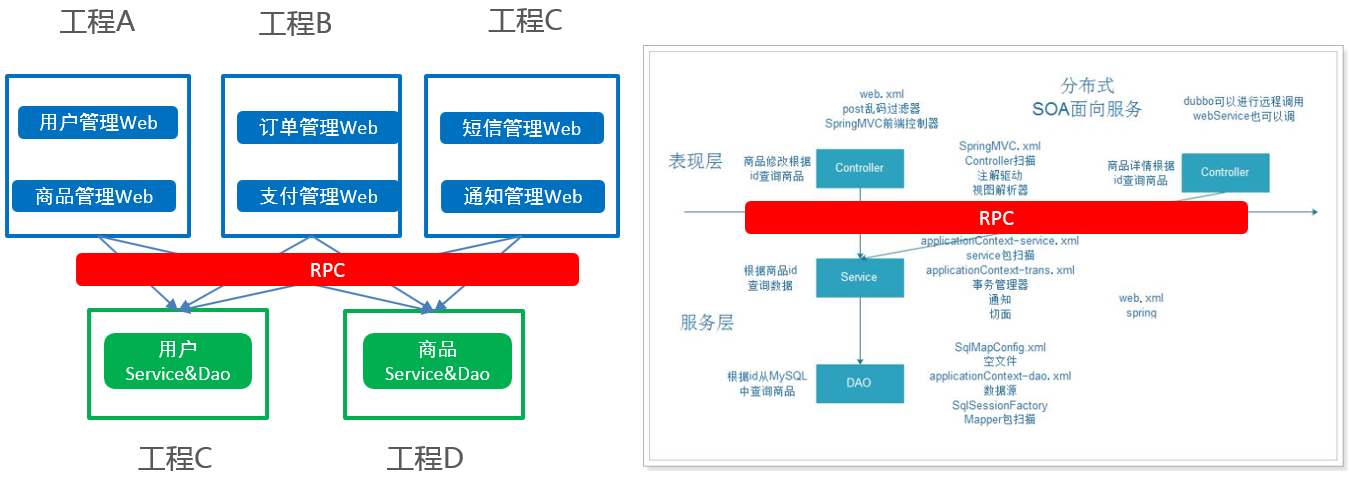 工程A
工程B
工程C
用户管理Web
商品管理Web
订单管理Web
支付管理Web
短信管理Web
通知管理Web
RPC
用户
Service&Dao
商品
Service&Dao
工程C
工程D
分布式
SOA面向服务
web.xml
post乱码过滤器
SpringMVC前端控制器
dubbo可以进行远程调用
webService也可以调
表现层
商品修改根据
id查询商品
Controller
SpringMVC.xml
Controller扫描
注解驱动
视图解析器
商品详情根据
id查询商品
Controller
RPC
applicationContext-service.xml
service包扫描
applicationContext-trans.xml
事务管理器
通知
切面
根据商品id
查询数据
Service
web.xml
spring
服务层
根据id从MySQL
中查询商品
DAO
SqlMapConfig.xml
空文件
applicationContext-dao.xml
数据源
SqlSessionFactory
Mapper包扫描